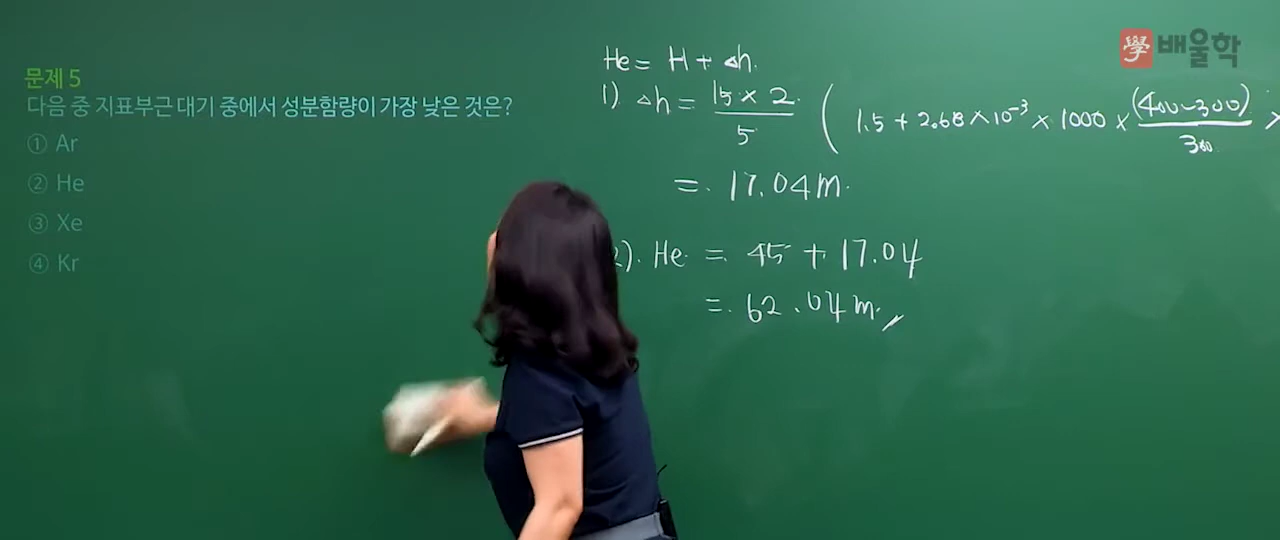 學 배울학
문제 5
다음 중 지표부근 대기 중에서 성분함량이 가장 낮은 것은?
① Ar
② He
③ Xe
④ Kr
He = H + Δh.
1) Δh = 15 × 2 / 5 ( 1.5 + 2.68 × 10⁻³ × 1000 × (400-300) / 300 ×
= 17.04m.
2). He = 45 + 17.04
= 62.04m.